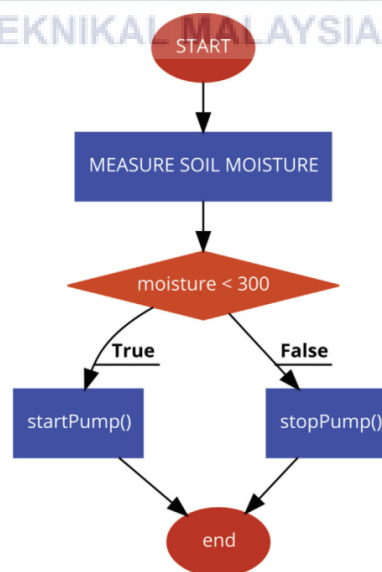 EKNIKAL MALAYSIA
START
MEASURE SOIL MOISTURE
moisture < 300
True
False
startPump()
stopPump()
end